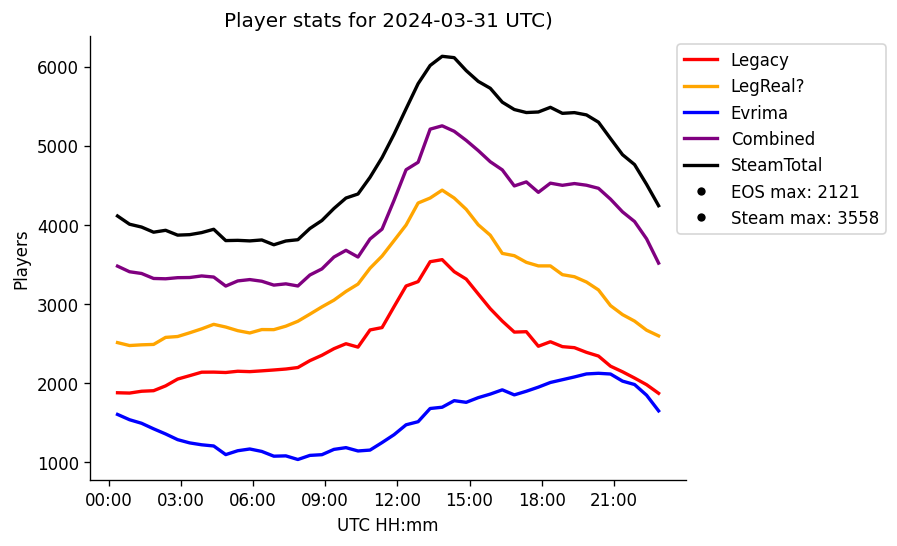 Player stats for 2024-03-31 UTC)
Legacy
LegReal?
Evrima
Combined
SteamTotal
EOS max: 2121
Steam max: 3558
Players
6000
5000
4000
3000
2000
1000
00:00 03:00 06:00 09:00 12:00 15:00 18:00 21:00
UTC HH:mm